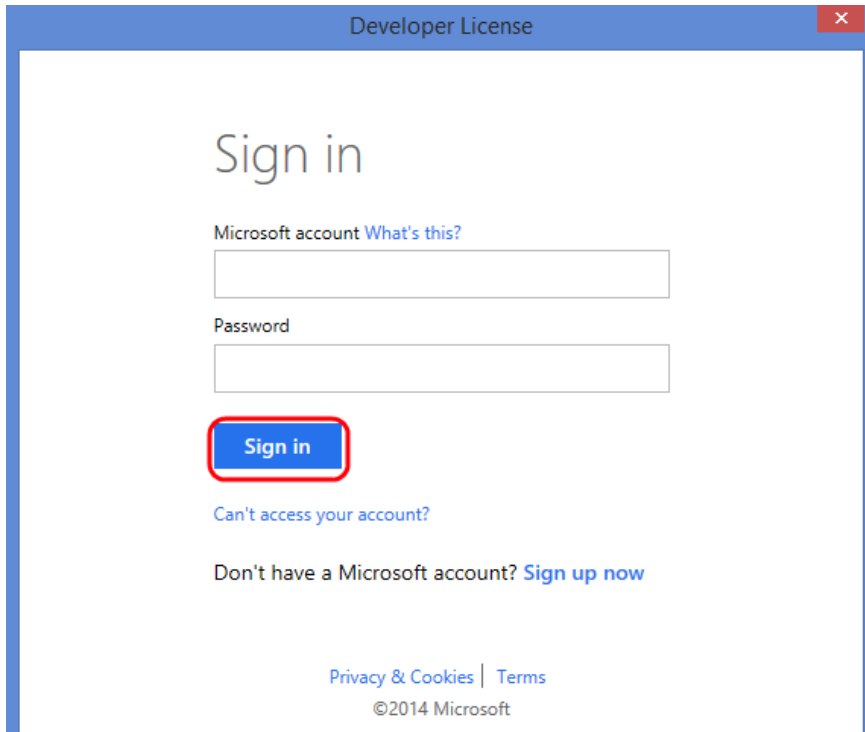 Developer License
Sign in
Microsoft account What's this?
Password
Sign in
Can't access your account?
Don't have a Microsoft account? Sign up now
Privacy & Cookies | Terms
©2014 Microsoft